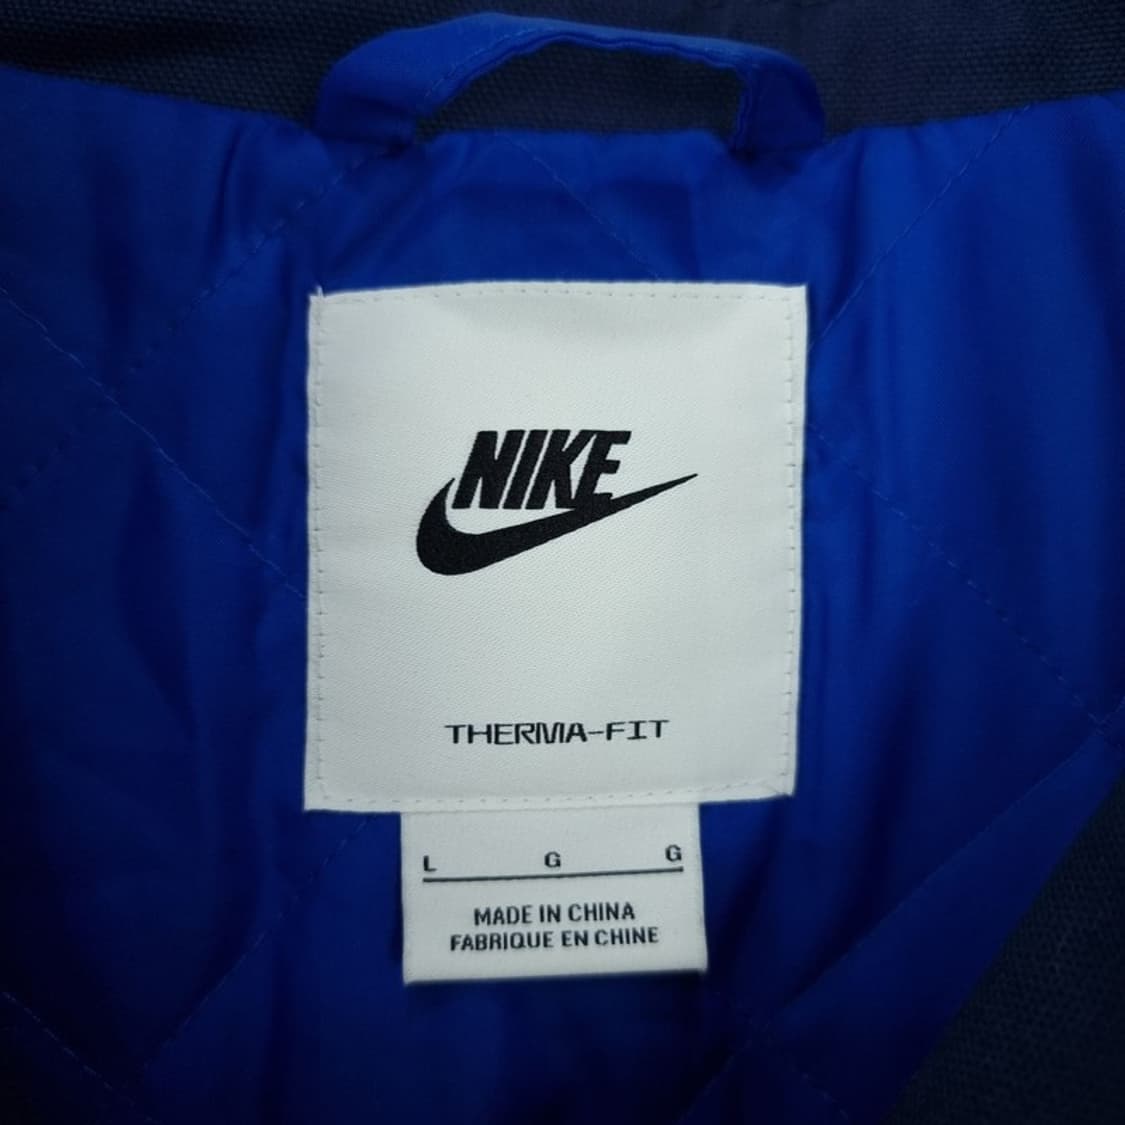 NIKE
THERMA-FIT
L G G
MADE IN CHINA
FABRIQUE EN CHINE